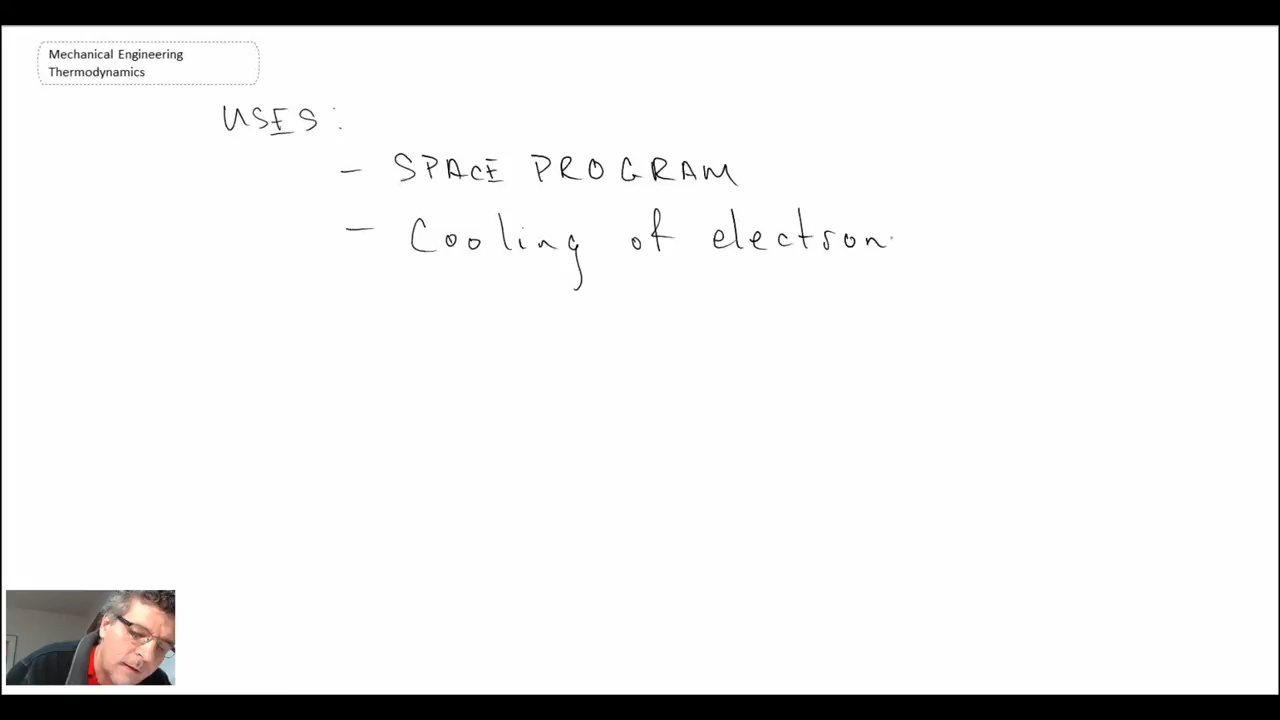 Mechanical Engineering
Thermodynamics
USES:
- SPACE PROGRAM
- Cooling of electron